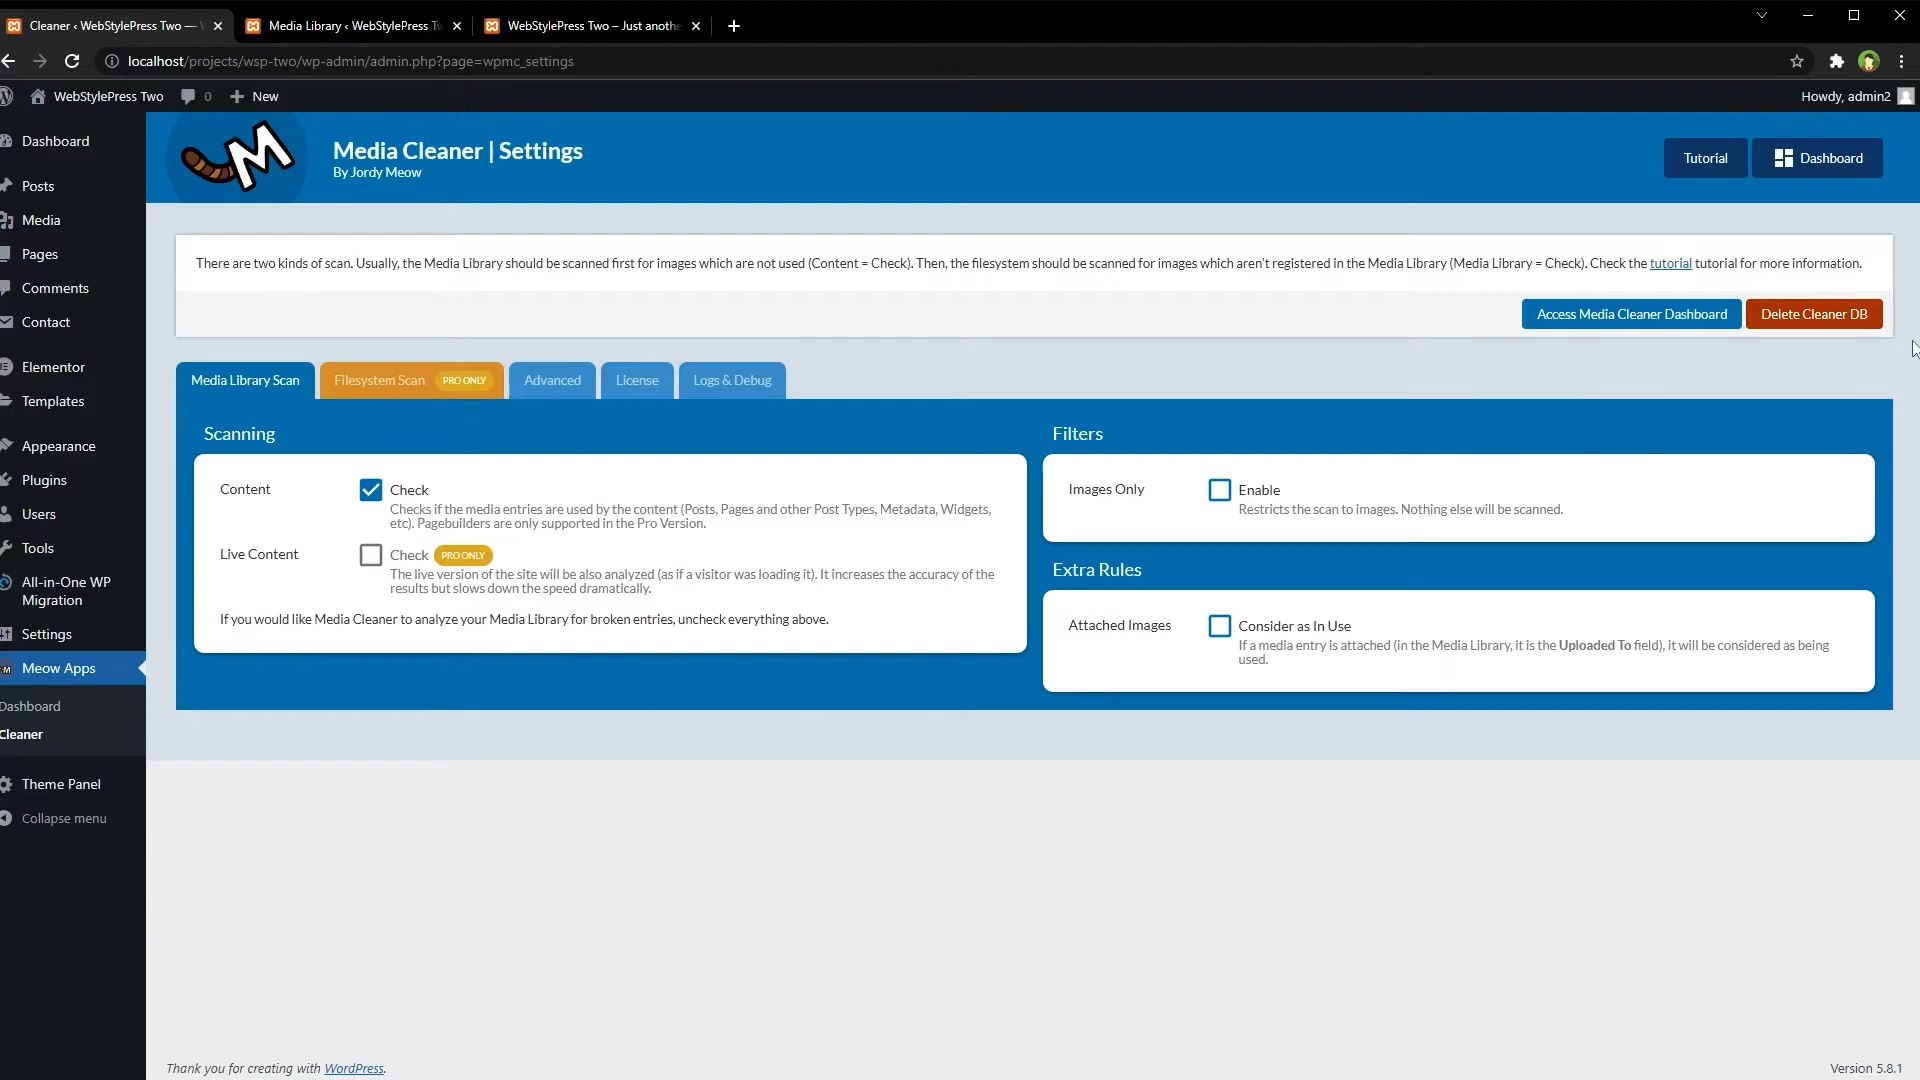 Cleaner ‹ WebStylePress Two —
Media Library ‹ WebStylePress Tw
WebStylePress Two – Just anothe
localhost/projects/wsp-two/wp-admin/admin.php?page=wpmc_settings
WebStylePress Two
0
New
Howdy, admin2
Dashboard
Posts
Media
Pages
Comments
Contact
Elementor
Templates
Appearance
Plugins
Users
Tools
All-in-One WP
Migration
Settings
Meow Apps
Dashboard
Cleaner
Theme Panel
Collapse menu
M
Media Cleaner | Settings
By Jordy Meow
Tutorial
Dashboard
There are two kinds of scan. Usually, the Media Library should be scanned first for images which are not used (Content = Check). Then, the filesystem should be scanned for images which aren't registered in the Media Library (Media Library = Check). Check the tutorial tutorial for more information.
Access Media Cleaner Dashboard
Delete Cleaner DB
Media Library Scan
Filesystem Scan PRO ONLY
Advanced
License
Logs & Debug
Scanning
Content
Check
Checks if the media entries are used by the content (Posts, Pages and other Post Types, Metadata, Widgets,
etc). Pagebuilders are only supported in the Pro Version.
Live Content
Check PRO ONLY
The live version of the site will be also analyzed (as if a visitor was loading it). It increases the accuracy of the
results but slows down the speed dramatically.
If you would like Media Cleaner to analyze your Media Library for broken entries, uncheck everything above.
Filters
Images Only
Enable
Restricts the scan to images. Nothing else will be scanned.
Extra Rules
Attached Images
Consider as In Use
If a media entry is attached (in the Media Library, it is the Uploaded To field), it will be considered as being
used.
Thank you for creating with WordPress.
Version 5.8.1